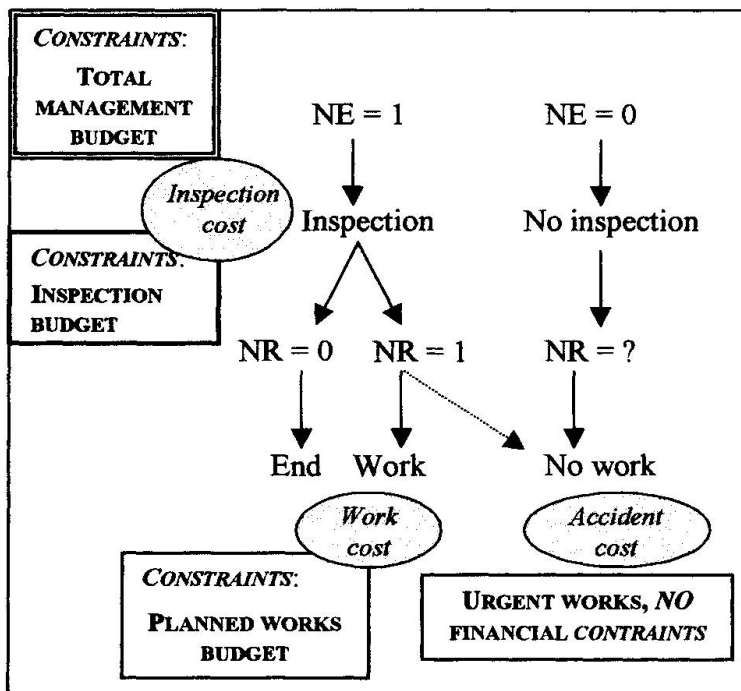 CONSTRAINTS:
TOTAL
MANAGEMENT
BUDGET
NE = 1
NE = 0
Inspection
cost
Inspection
No inspection
CONSTRAINTS:
INSPECTION
BUDGET
NR = 0
NR = 1
NR = ?
End
Work
No work
Work
cost
Accident
cost
CONSTRAINTS:
PLANNED WORKS
BUDGET
URGENT WORKS, NO
FINANCIAL CONTRAINTS